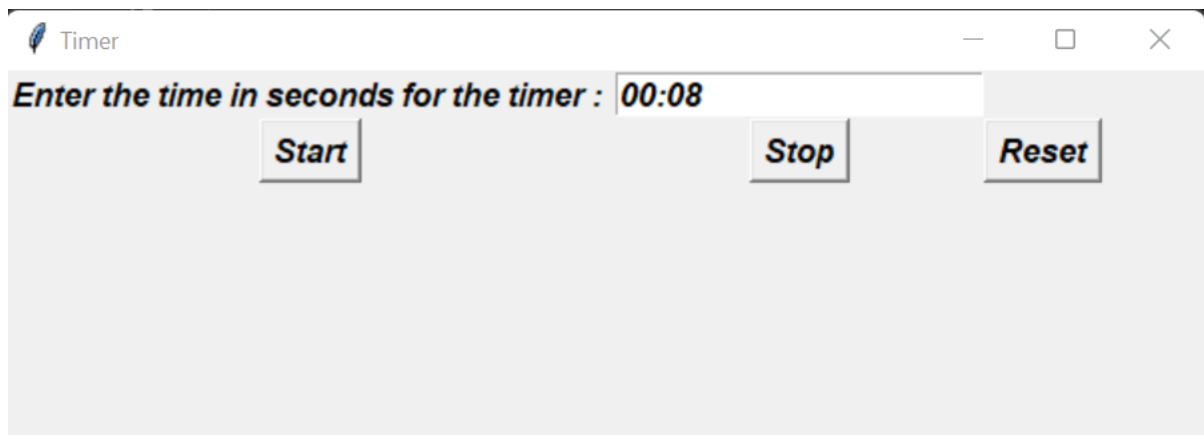 Timer
Enter the time in seconds for the timer : 00:08
Start Stop Reset